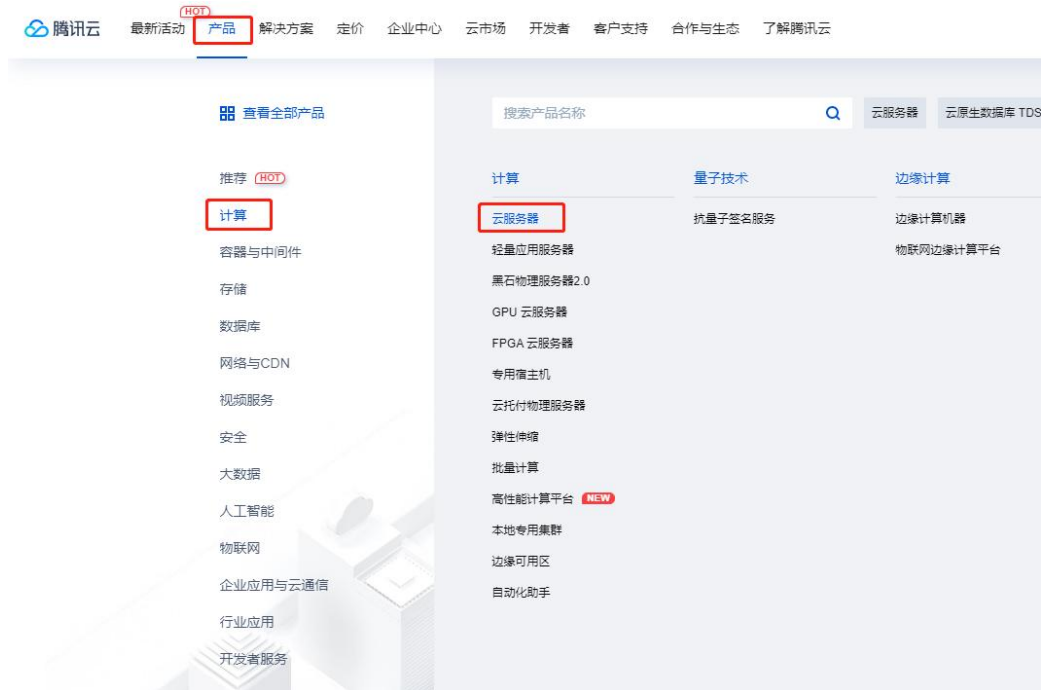 腾讯云 最新活动 HOT 产品 解决方案 定价 企业中心 云市场 开发者 客户支持 合作与生态 了解腾讯云
查看全部产品
搜索产品名称 云服务器 云原生数据库 TDS
推荐 HOT
计算
容器与中间件
存储
数据库
网络与CDN
视频服务
安全
大数据
人工智能
物联网
企业应用与云通信
行业应用
开发者服务
计算
云服务器
轻量应用服务器
黑石物理服务器2.0
GPU 云服务器
FPGA 云服务器
专用宿主机
云托付物理服务器
弹性伸缩
批量计算
高性能计算平台 NEW
本地专用集群
边缘可用区
自动化助手
量子技术
抗量子签名服务
边缘计算
边缘计算机器
物联网边缘计算平台